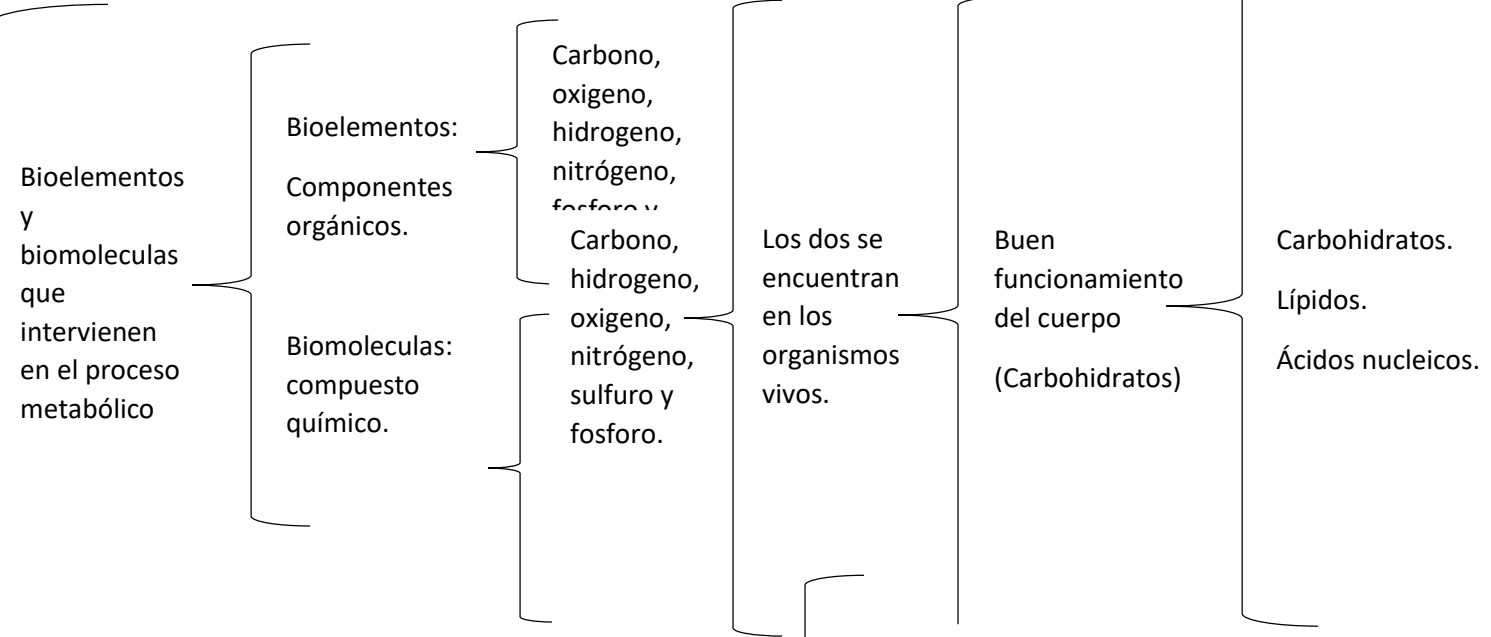 Bioelementos
y
biomoleculas
que
intervienen
en el proceso
metabólico
Bioelementos:
Componentes
orgánicos.
Biomoleculas:
compuesto
químico.
Carbono,
oxigeno,
hidrogeno,
nitrógeno,
fosforo y
Carbono,
hidrogeno,
oxigeno,
nitrógeno,
sulfuro y
fosforo.
Los dos se
encuentran
en los
organismos
vivos.
Buen
funcionamiento
del cuerpo
(Carbohidratos)
Carbohidratos.
Lípidos.
Ácidos nucleicos.